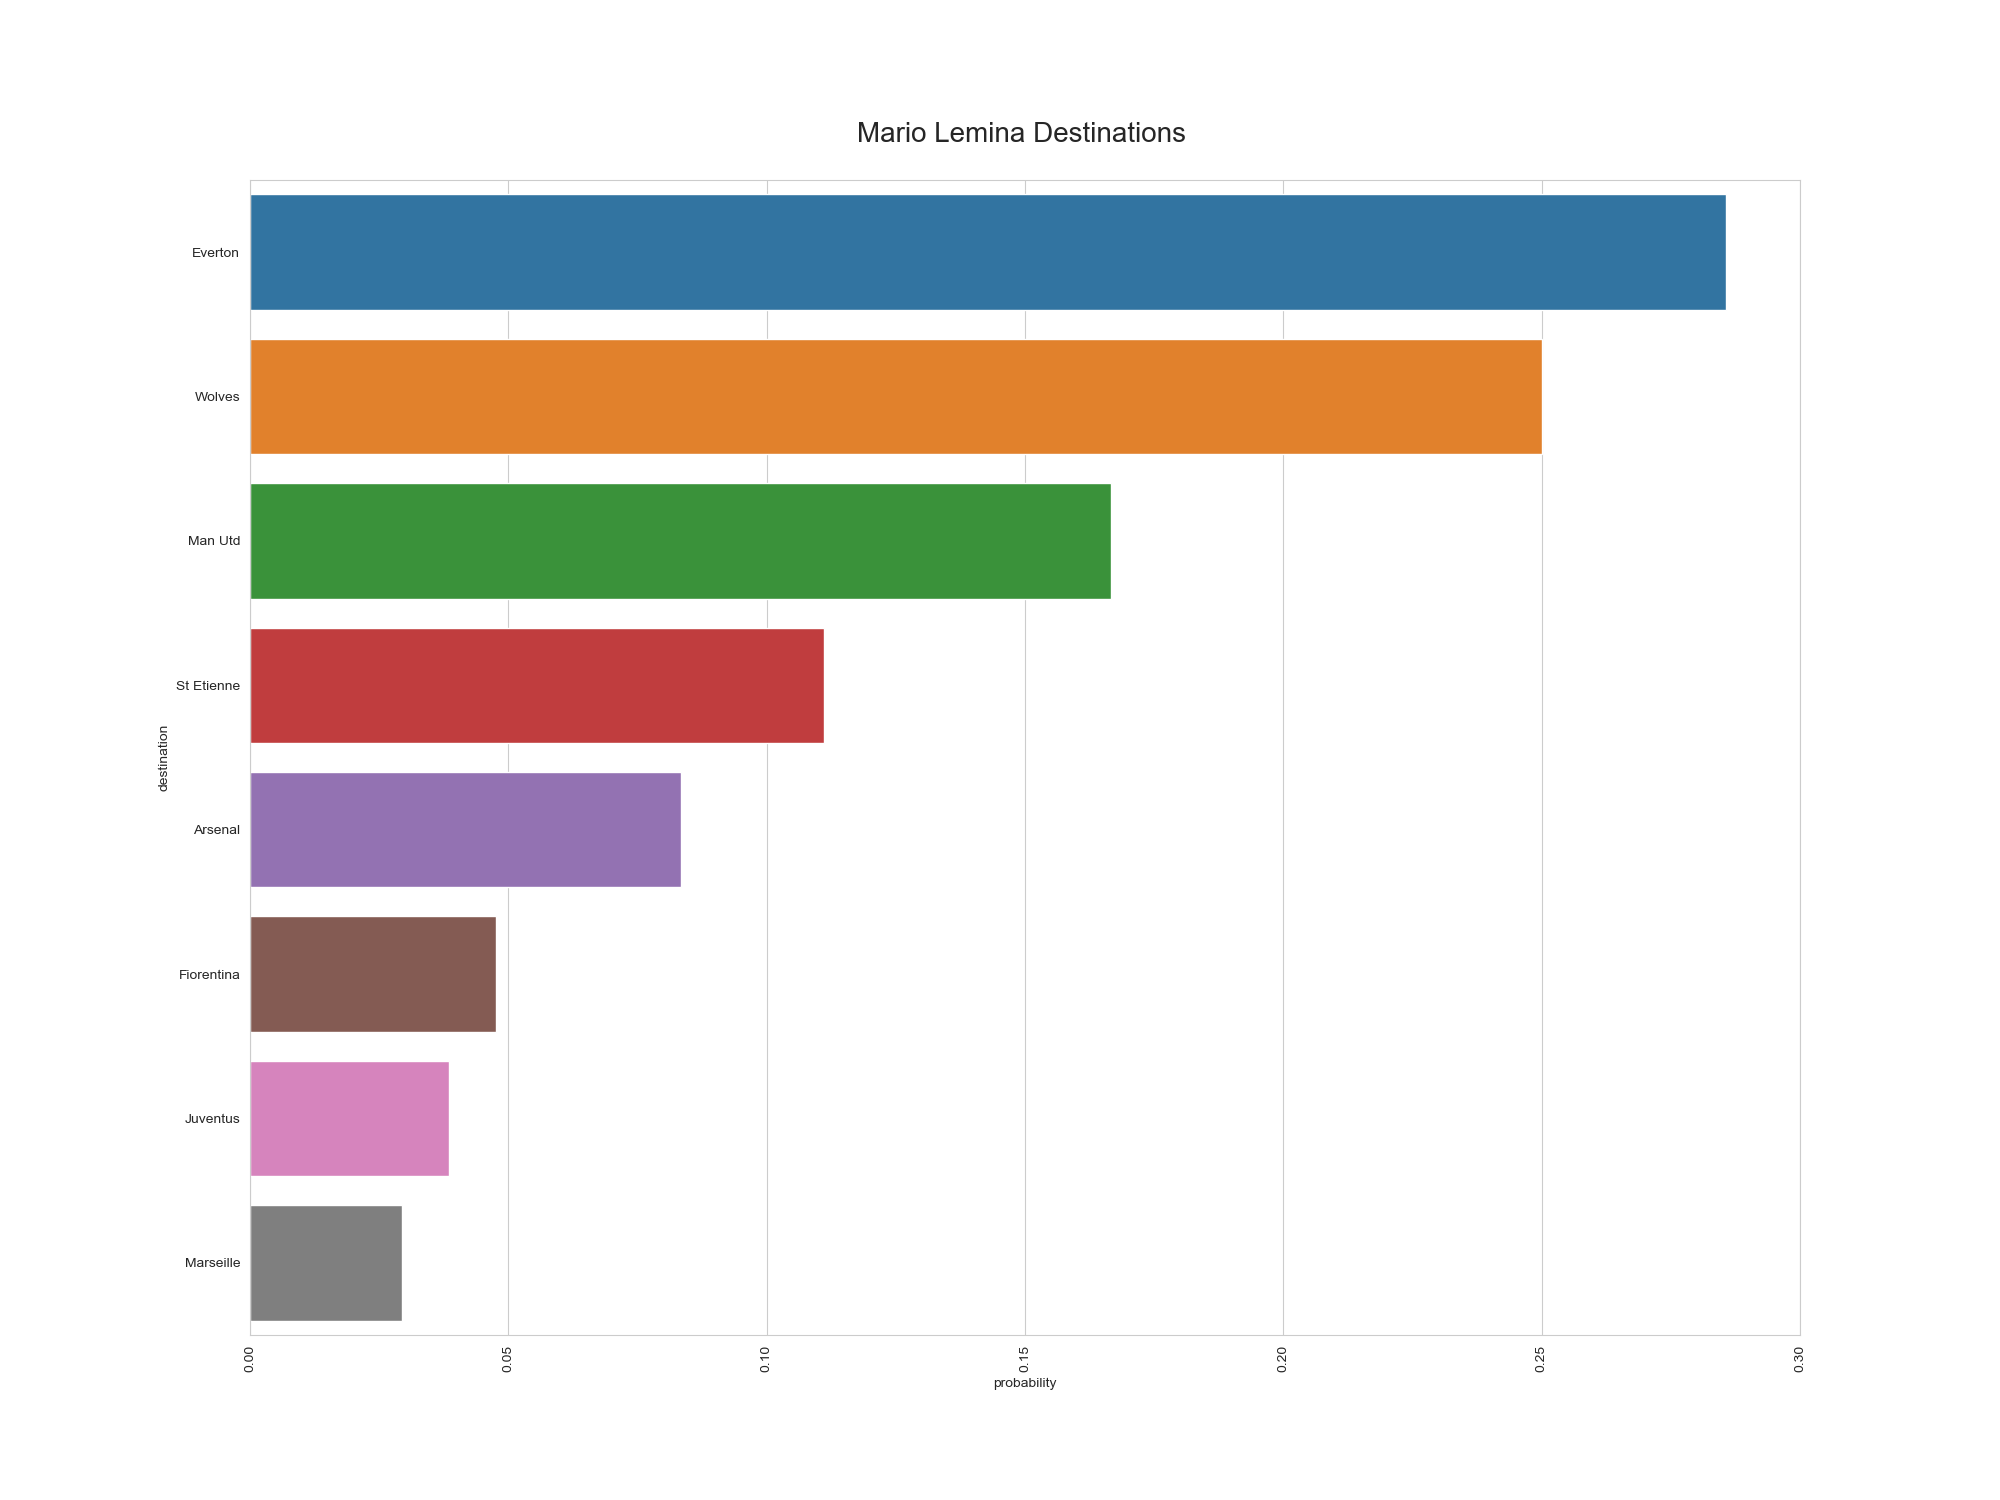 Mario Lemina Destinations
Everton
Wolves
Man Utd
St Etienne
Arsenal
Fiorentina
Juventus
Marseille
destination
0.00
0.05
0.10
0.15
0.20
0.25
0.30
probability